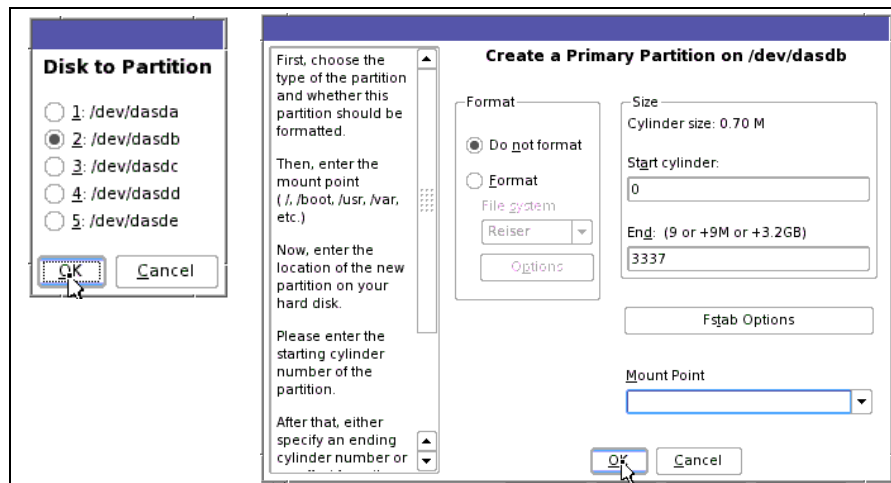 Disk to Partition
1: /dev/dasda
2: /dev/dasdb
3: /dev/dasdc
4: /dev/dasdd
5: /dev/dasde
OK
Cancel
First, choose the
type of the partition
and whether this
partition should be
formatted.
Then, enter the
mount point
( /, /boot, /usr, /var,
etc.)
Now, enter the
location of the new
partition on your
hard disk.
Please enter the
starting cylinder
number of the
partition.
After that, either
specify an ending
cylinder number or
Create a Primary Partition on /dev/dasdb
Format
Do not format
Format
File system
Reiser
Options
Size
Cylinder size: 0.70 M
Start cylinder:
0
End: (9 or +9M or +3.2GB)
3337
Fstab Options
Mount Point
OK
Cancel